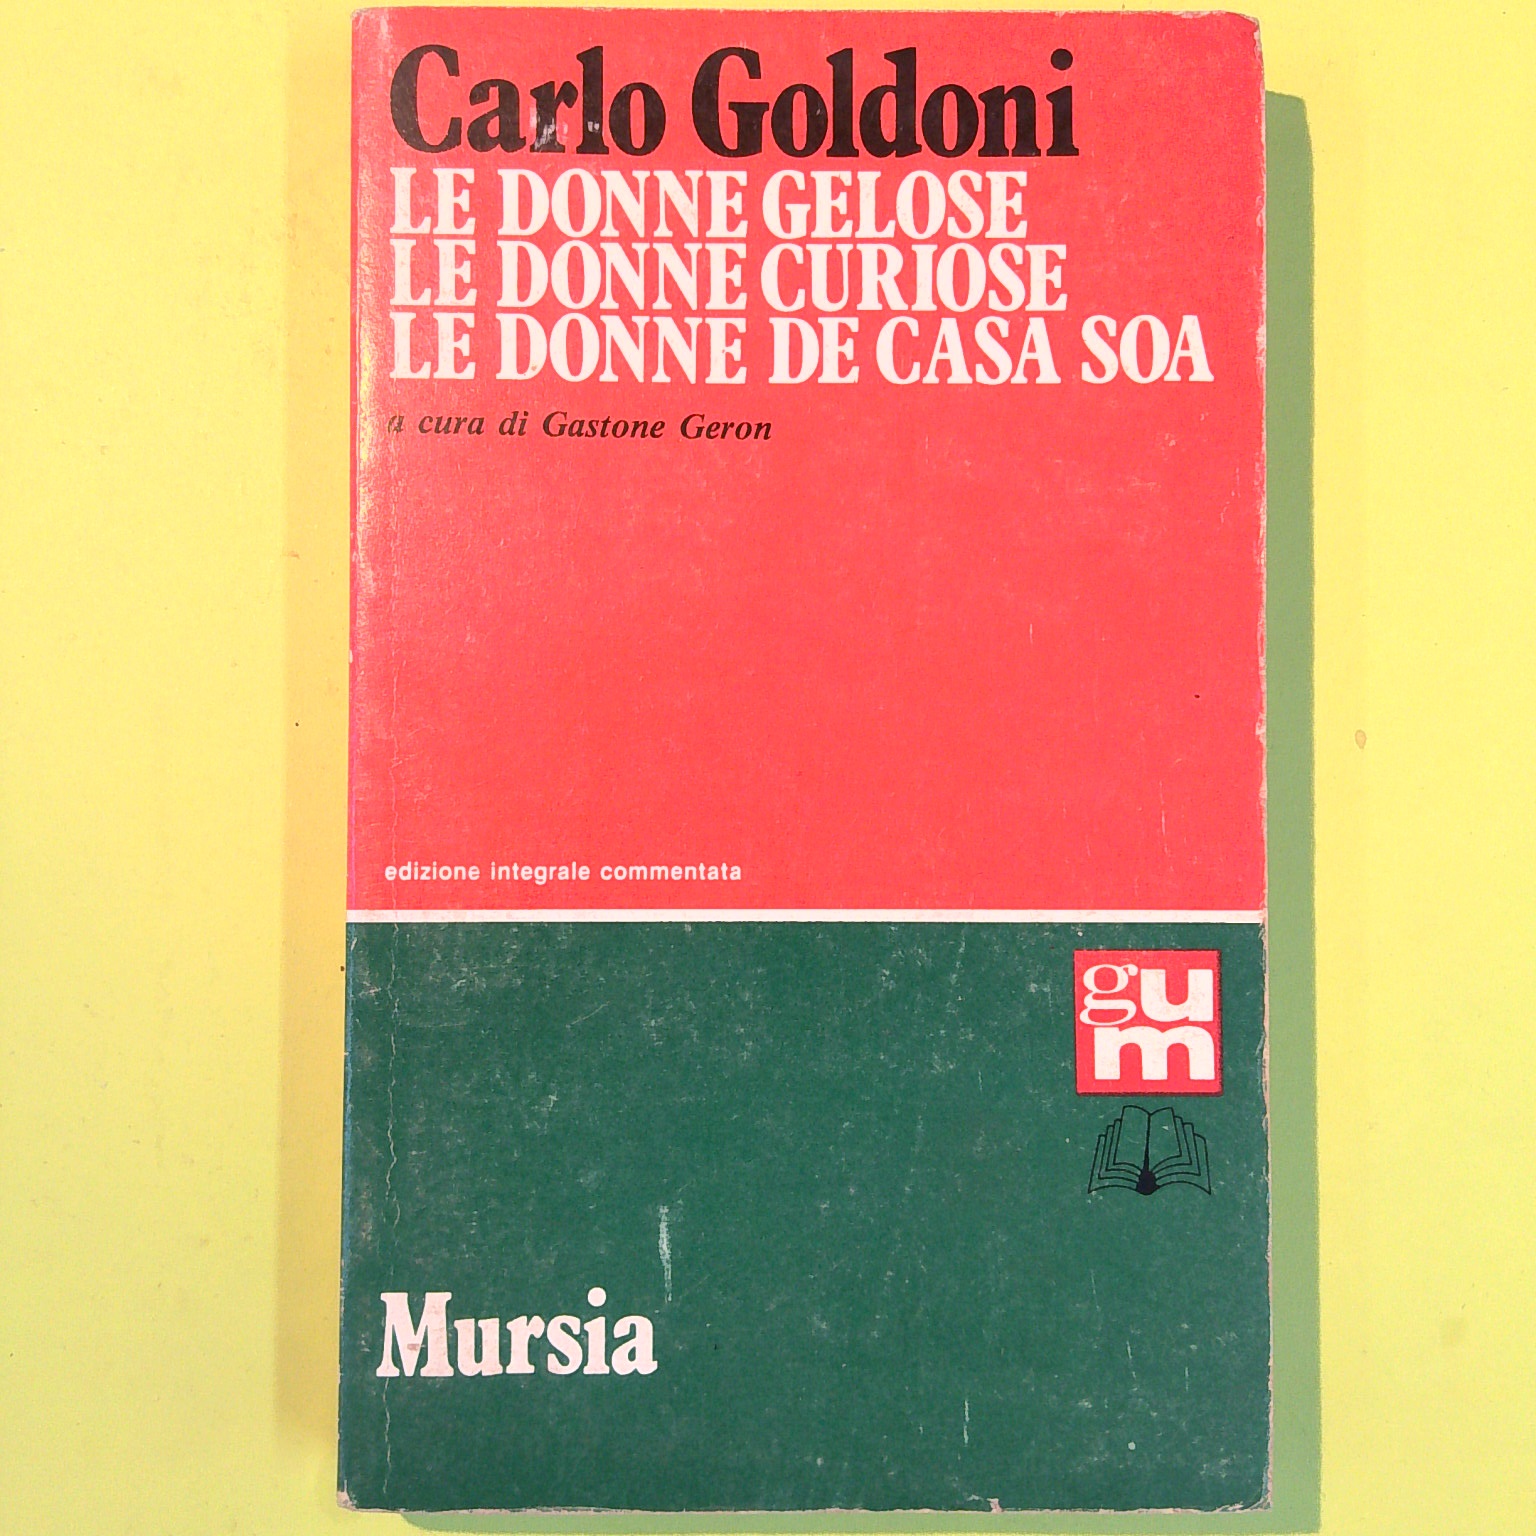 Carlo Goldoni
LE DONNE GELOSE
LE DONNE CURIOSE
LE DONNE DE CASA SOA
a cura di Gastone Geron
edizione integrale commentata
gu
m
Mursia